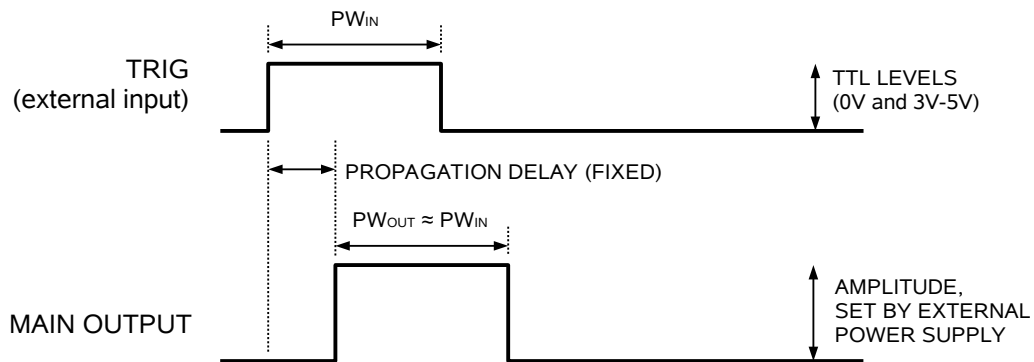 PWIN
TRIG
(external input)
TTL LEVELS
(0V and 3V-5V)
PROPAGATION DELAY (FIXED)
PWOUT ≈ PWIN
MAIN OUTPUT
AMPLITUDE,
SET BY EXTERNAL
POWER SUPPLY